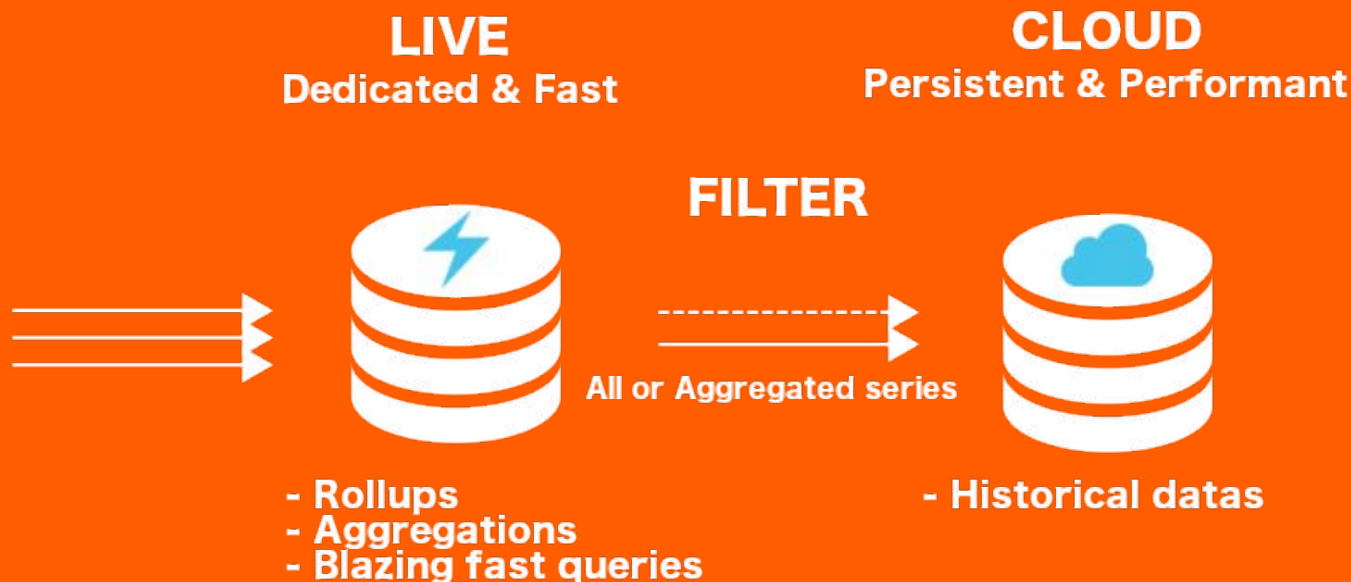 LIVE
Dedicated & Fast
CLOUD
Persistent & Performant
FILTER
All or Aggregated series
- Rollups
- Aggregations
- Blazing fast queries
- Historical datas